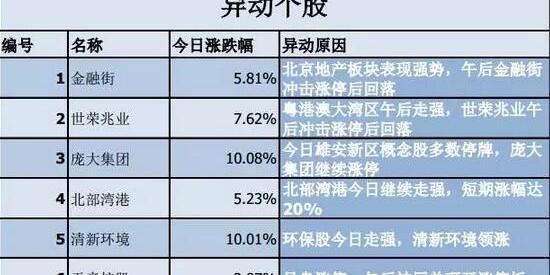 异动个股
编号 名称 今日涨跌幅 异动原因
1 金融街 5.81% 北京地产板块表现强势，午后金融街
冲击涨停后回落
2 世荣兆业 7.62% 粤港澳大湾区午后走强，世荣兆业午
后冲击涨停后回落
3 庞大集团 10.08% 今日雄安新区概念股多数停牌，庞大
集团继续涨停
4 北部湾港 5.23% 北部湾港今日继续走强，短期涨幅达
20%
5 清新环境 10.01% 环保股今日走强，清新环境领涨